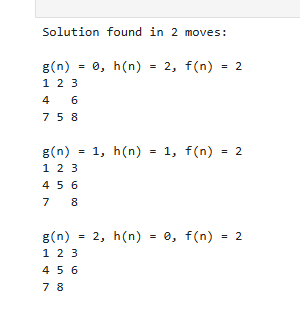 Solution found in 2 moves:
g(n) = 0, h(n) = 2, f(n) = 2
1 2 3
4   6
7 5 8
g(n) = 1, h(n) = 1, f(n) = 2
1 2 3
4 5 6
7   8
g(n) = 2, h(n) = 0, f(n) = 2
1 2 3
4 5 6
7 8